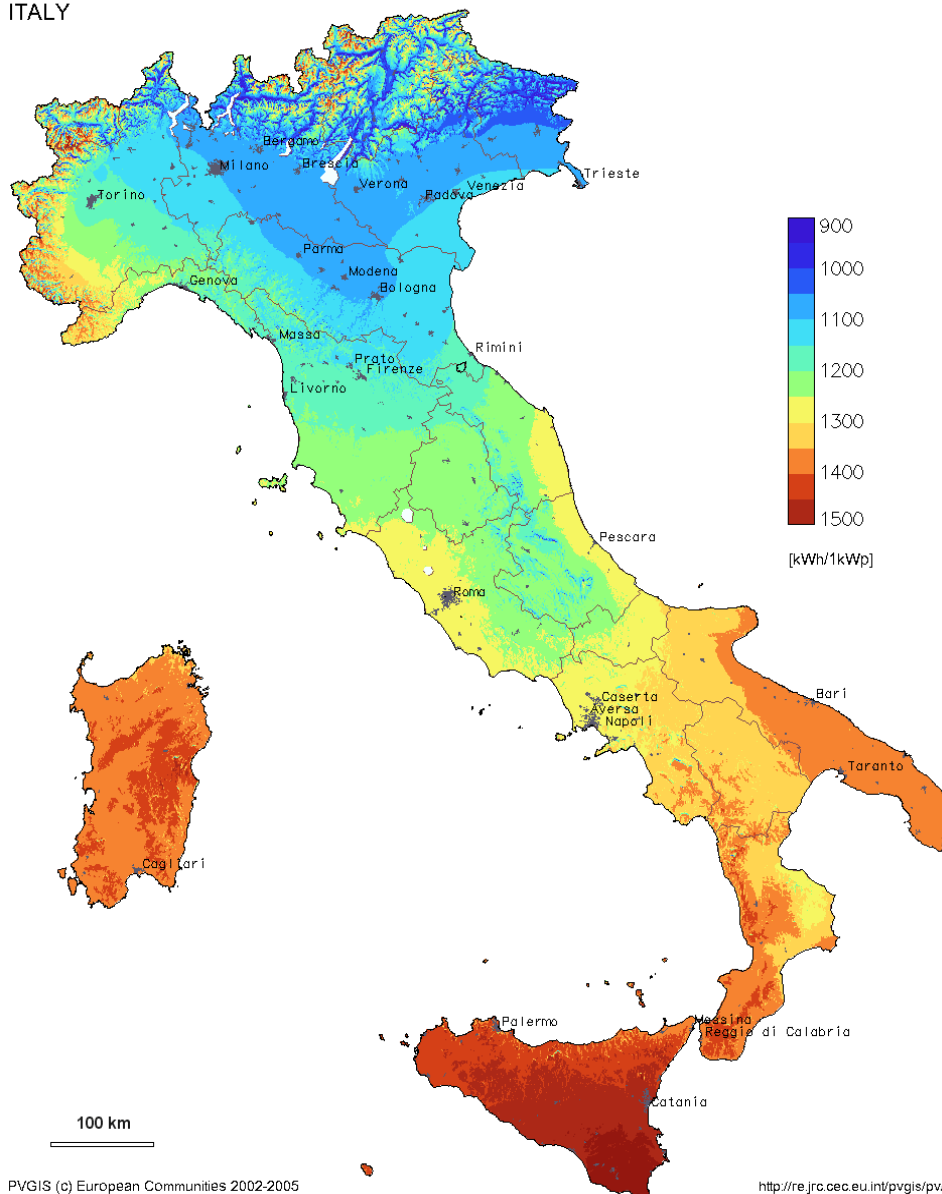 ITALY
Bergamo
Milano
Brescia
Verona
Venezia
Trieste
Padova
Torino
Parma
Modena
Genova
Bologna
Massa
Rimini
Prato
Firenze
Livorno
Pescara
Roma
Caserta
Aversa
Napoli
Bari
Taranto
Cagliari
Messina
Palermo
Reggio di Calabria
Catania
900
1000
1100
1200
1300
1400
1500
[kWh/1kWp]
100 km
PVGIS (c) European Communities 2002-2005
http://re.jrc.cec.eu.int/pvgis/pv.